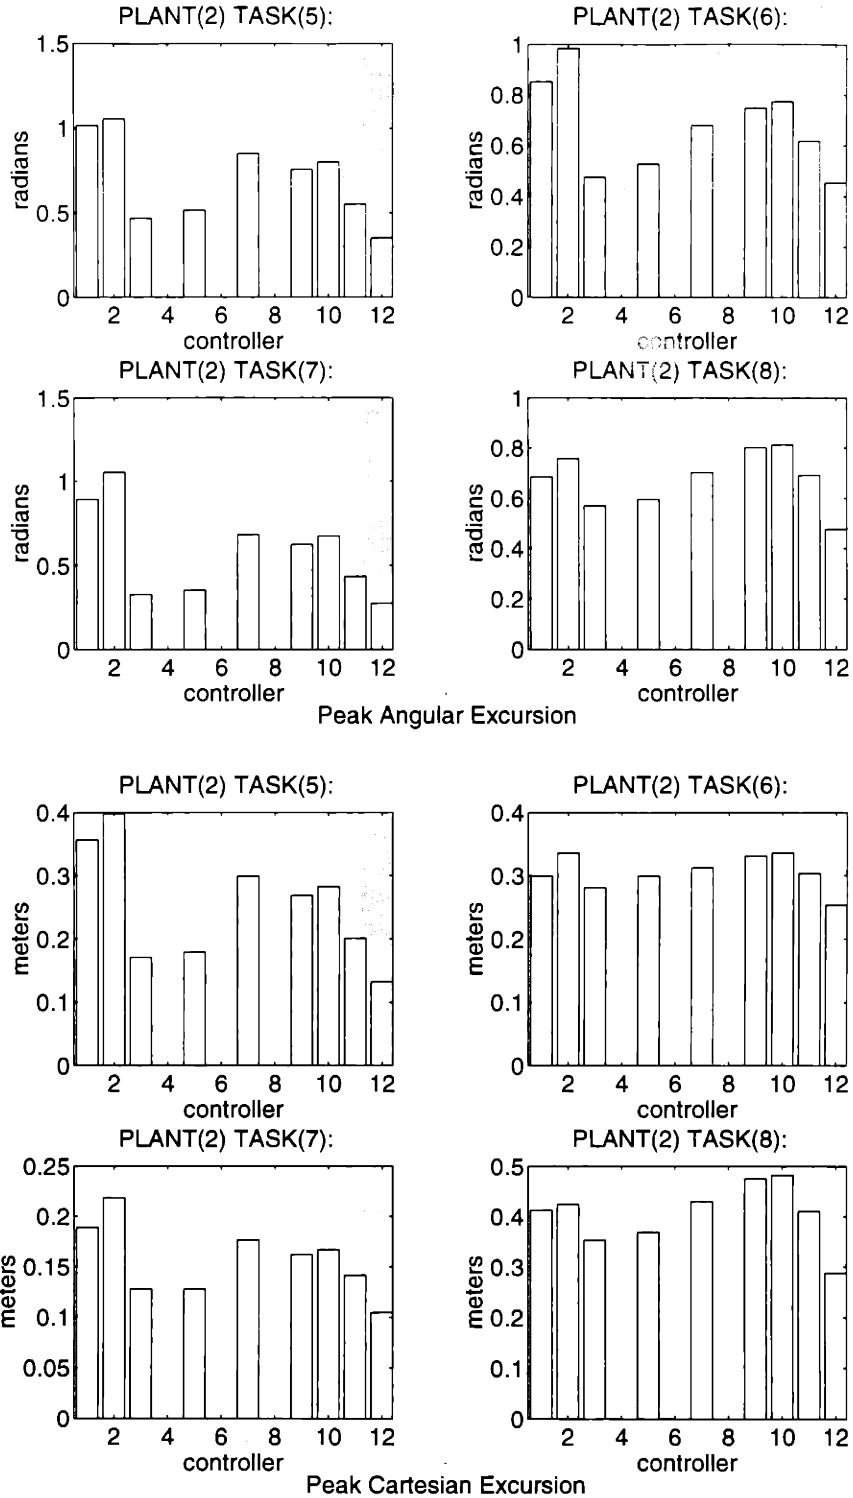 PLANT(2) TASK(5):
1.5
1
0.5
0
radians
2 4 6 8 10 12
controller
PLANT(2) TASK(6):
1
0.8
0.6
0.4
0.2
0
radians
2 4 6 8 10 12
controller
PLANT(2) TASK(7):
1.5
1
0.5
0
radians
2 4 6 8 10 12
controller
PLANT(2) TASK(8):
1
0.8
0.6
0.4
0.2
0
radians
2 4 6 8 10 12
controller
Peak Angular Excursion
PLANT(2) TASK(5):
0.4
0.3
0.2
0.1
0
meters
2 4 6 8 10 12
controller
PLANT(2) TASK(6):
0.4
0.3
0.2
0.1
0
meters
2 4 6 8 10 12
controller
PLANT(2) TASK(7):
0.25
0.2
0.15
0.1
0.05
0
meters
2 4 6 8 10 12
controller
PLANT(2) TASK(8):
0.5
0.4
0.3
0.2
0.1
0
meters
2 4 6 8 10 12
controller
Peak Cartesian Excursion